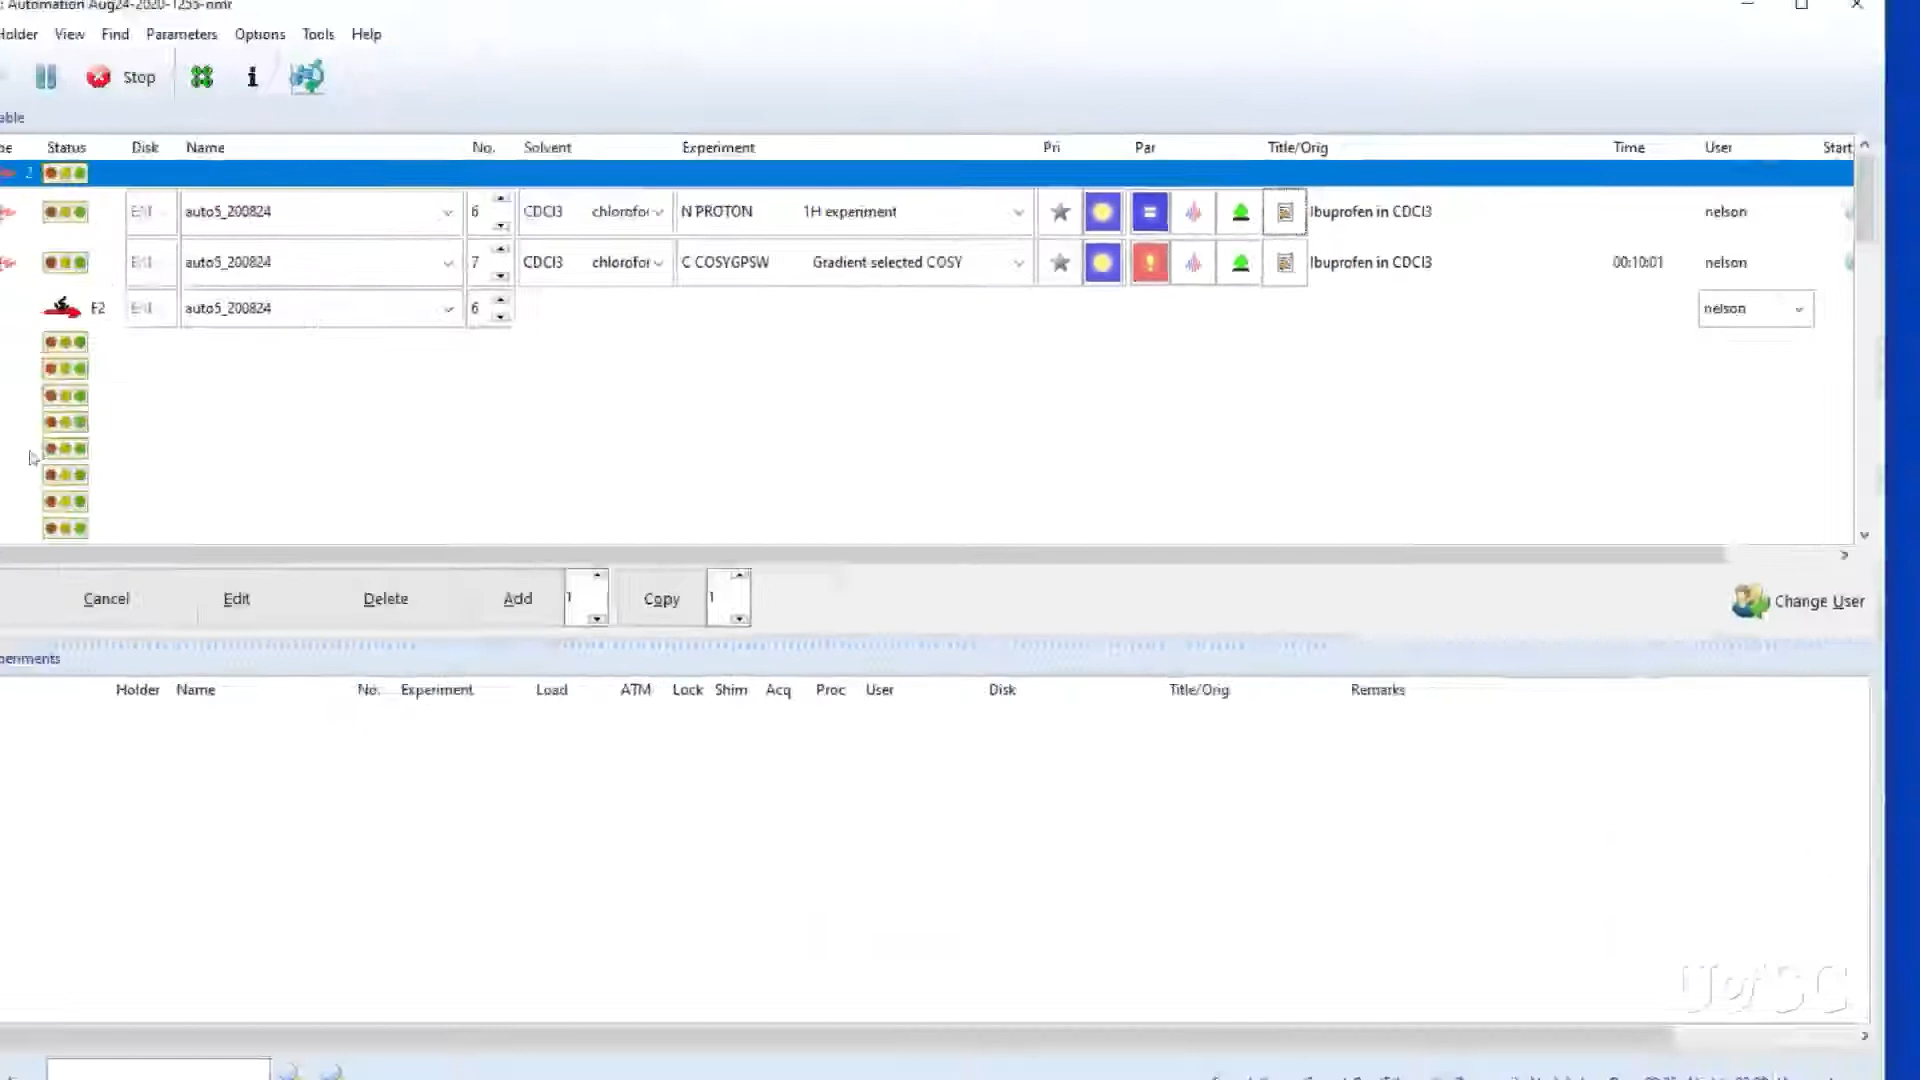 : Automation Aug24-2020-1255-nmr
Holder View Find Parameters Options Tools Help
Stop
able
pe Status Disk Name No. Solvent Experiment Pri Par Title/Orig Time User Start
2
auto5_200824 6 CDCl3 chlorofor N PROTON 1H experiment = Ibuprofen in CDCl3 nelson
auto5_200824 7 CDCl3 chlorofor C COSYGPSW Gradient selected COSY ! Ibuprofen in CDCl3 00:10:01 nelson
F2 auto5_200824 6 nelson
Cancel Edit Delete Add 1 Copy 1 Change User
periments
Holder Name No. Experiment Load ATM Lock Shim Acq Proc User Disk Title/Orig Remarks
UofSC